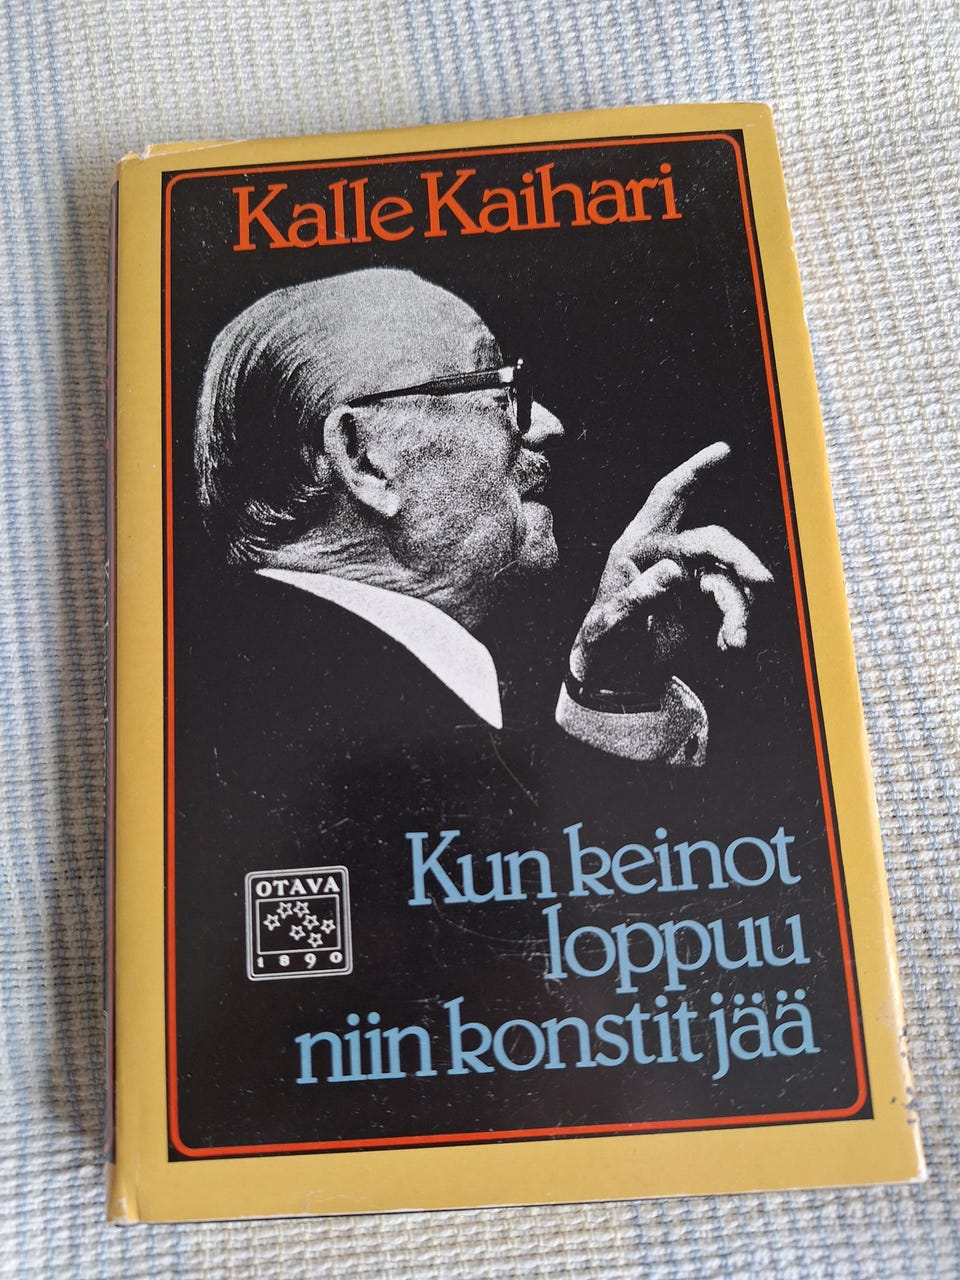 Kalle Kaihari
Kun keinot
loppuu
niin konstit jää
OTAVA
1890